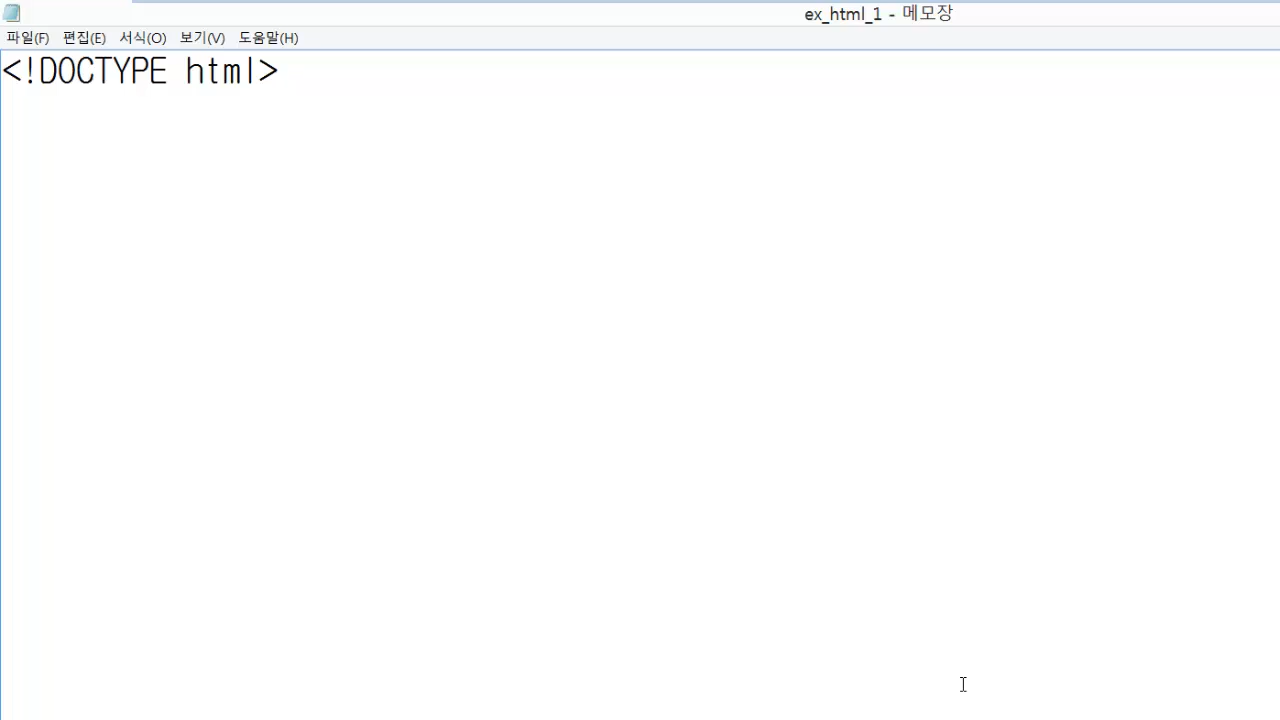 ex_html_1 - 메모장
파일(F) 편집(E) 서식(O) 보기(V) 도움말(H)
<!DOCTYPE html>